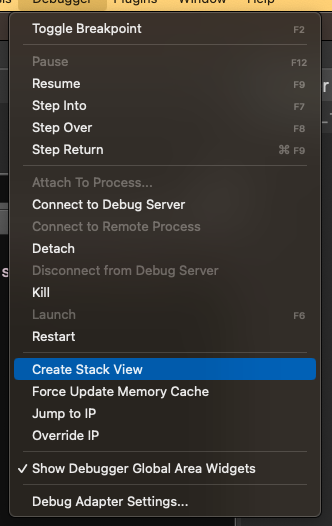 Debugger Plugins Window Help
Toggle Breakpoint F2
Pause F12
Resume F9
Step Into F7
Step Over F8
Step Return ⌘ F9
Attach To Process...
Connect to Debug Server
Connect to Remote Process
Detach
Disconnect from Debug Server
Kill
Launch F6
Restart
Create Stack View
Force Update Memory Cache
Jump to IP
Override IP
✓ Show Debugger Global Area Widgets
Debug Adapter Settings...